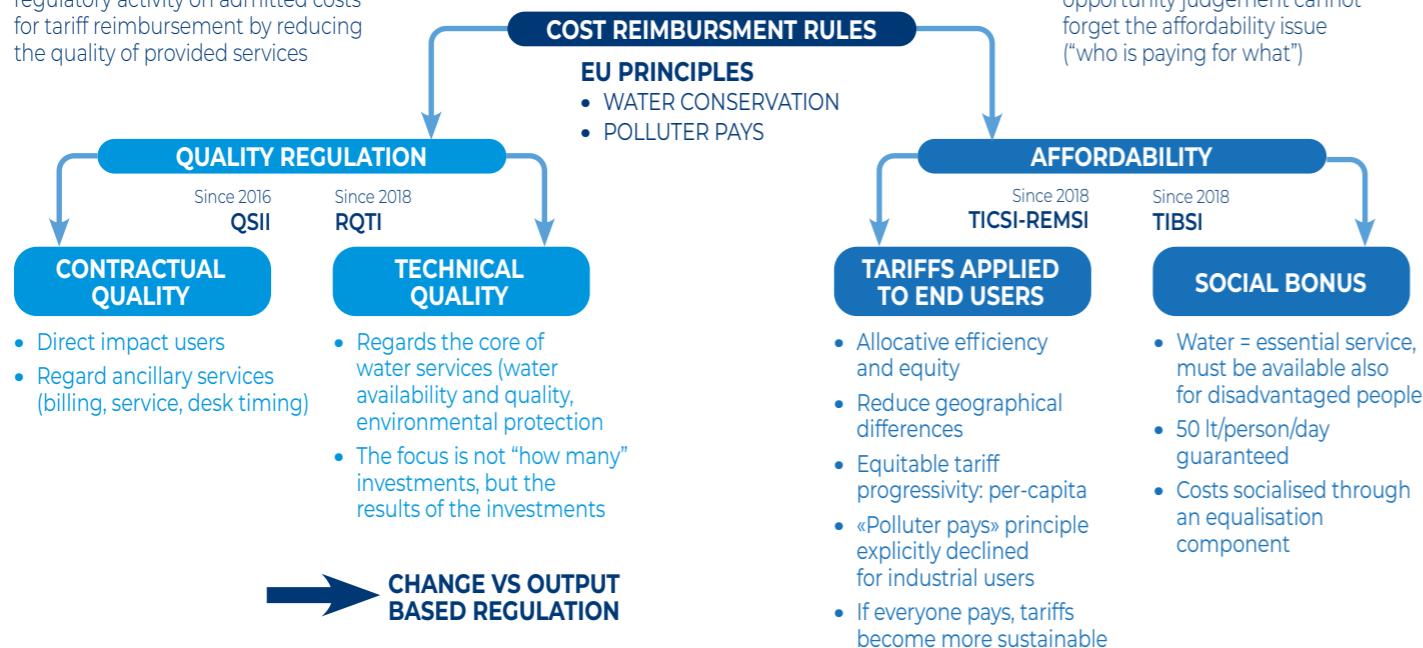 regulatory activity on admitted costs
for tariff reimbursement by reducing
the quality of provided services
opportunity judgement cannot
forget the affordability issue
(“who is paying for what”)
COST REIMBURSMENT RULES
EU PRINCIPLES
• WATER CONSERVATION
• POLLUTER PAYS
QUALITY REGULATION
Since 2016
QSII
Since 2018
RQTI
CONTRACTUAL
QUALITY
• Direct impact users
• Regard ancillary services
(billing, service, desk timing)
TECHNICAL
QUALITY
• Regards the core of
water services (water
availability and quality,
environmental protection
• The focus is not “how many”
investments, but the
results of the investments
CHANGE VS OUTPUT
BASED REGULATION
AFFORDABILITY
Since 2018
TICSI-REMSI
Since 2018
TIBSI
TARIFFS APPLIED
TO END USERS
• Allocative efficiency
and equity
• Reduce geographical
differences
• Equitable tariff
progressivity: per-capita
• «Polluter pays» principle
explicitly declined
for industrial users
• If everyone pays, tariffs
become more sustainable
SOCIAL BONUS
• Water = essential service,
must be available also
for disadvantaged people
• 50 lt/person/day
guaranteed
• Costs socialised through
an equalisation
component